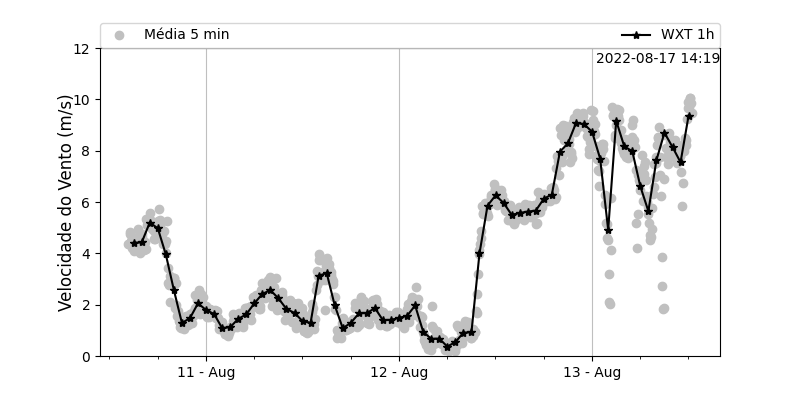 Média 5 min
WXT 1h
2022-08-17 14:19
Velocidade do Vento (m/s)
12
10
8
6
4
2
0
11 - Aug
12 - Aug
13 - Aug